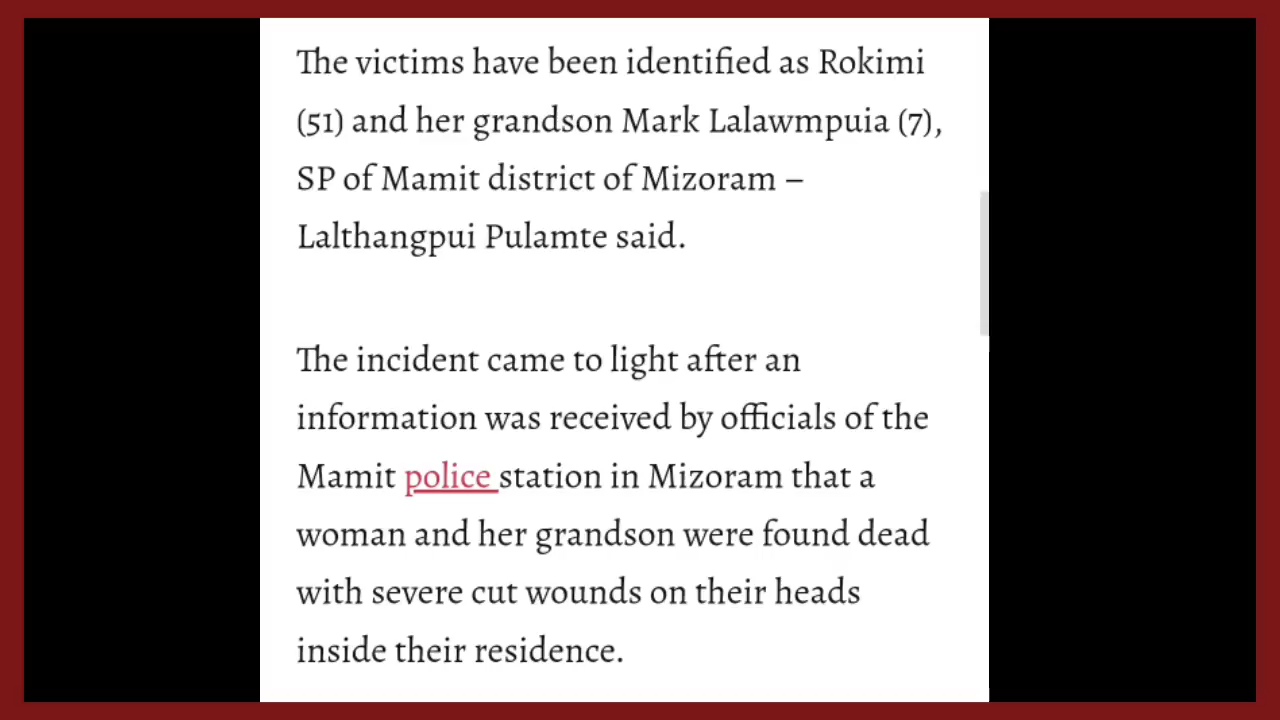 The victims have been identified as Rokimi
(51) and her grandson Mark Lalawmpuia (7),
SP of Mamit district of Mizoram –
Lalthangpui Pulamte said.
The incident came to light after an
information was received by officials of the
Mamit police station in Mizoram that a
woman and her grandson were found dead
with severe cut wounds on their heads
inside their residence.